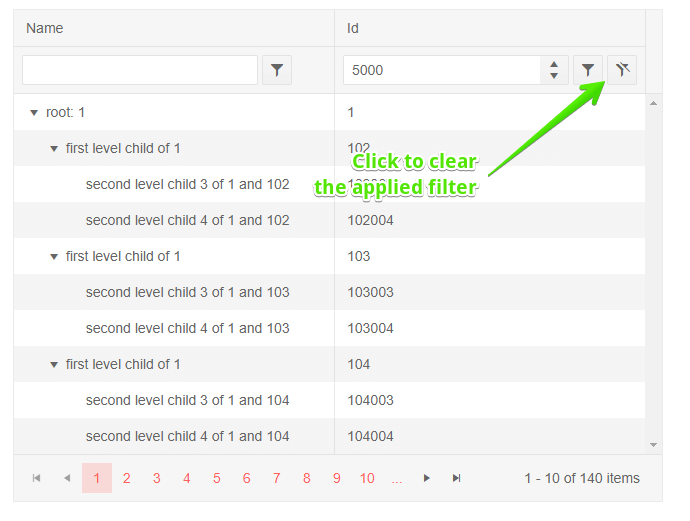 Name Id
5000
root: 1 1
first level child of 1 102
Click to clear
the applied filter
second level child 3 of 1 and 102
second level child 4 of 1 and 102 102004
first level child of 1 103
second level child 3 of 1 and 103 103003
second level child 4 of 1 and 103 103004
first level child of 1 104
second level child 3 of 1 and 104 104003
second level child 4 of 1 and 104 104004
1 2 3 4 5 6 7 8 9 10 ... 1 - 10 of 140 items